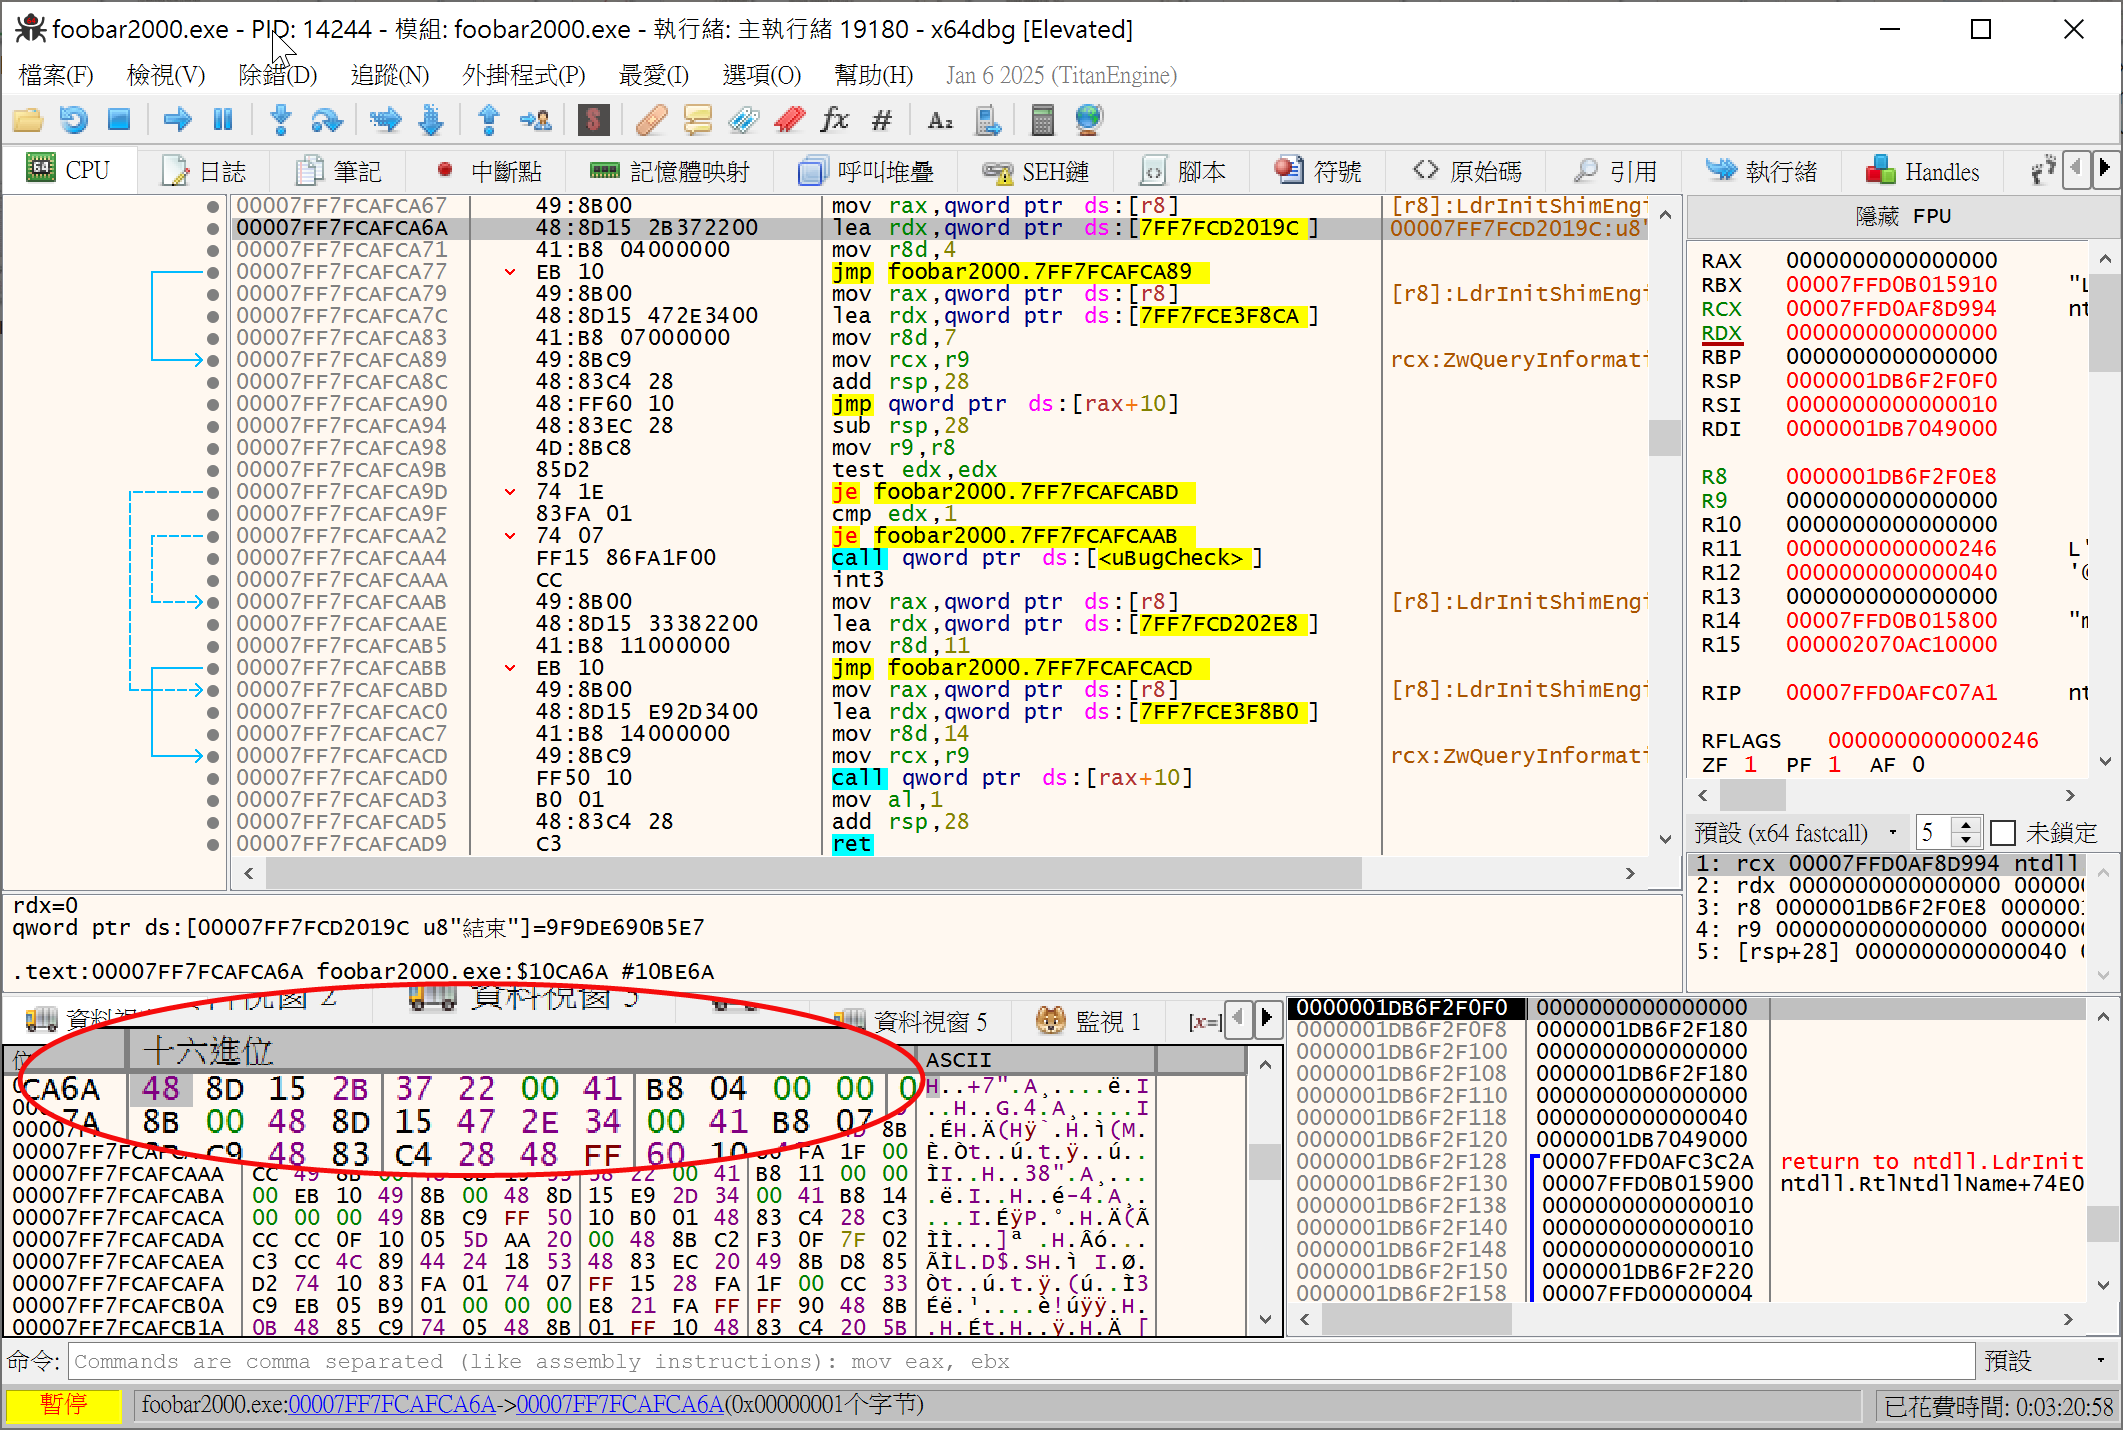 foobar2000.exe - PID: 14244 - 模組: foobar2000.exe - 執行緒: 主執行緒 19180 - x64dbg [Elevated]
檔案(F) 檢視(V) 除錯(D) 追蹤(N) 外掛程式(P) 最愛(I) 選項(O) 幫助(H) Jan 6 2025 (TitanEngine)
CPU 日誌 筆記 中斷點 記憶體映射 呼叫堆疊 SEH鏈 腳本 符號 原始碼 引用 執行緒 Handles
00007FF7FCAFCA67 49:8B00 mov rax,qword ptr ds:[r8] [r8]:LdrInitShimEngi
00007FF7FCAFCA6A 48:8D15 2B372200 lea rdx,qword ptr ds:[7FF7FCD2019C] 00007FF7FCD2019C:u8"
00007FF7FCAFCA71 41:B8 04000000 mov r8d,4
00007FF7FCAFCA77 EB 10 jmp foobar2000.7FF7FCAFCA89
00007FF7FCAFCA79 49:8B00 mov rax,qword ptr ds:[r8] [r8]:LdrInitShimEngi
00007FF7FCAFCA7C 48:8D15 472E3400 lea rdx,qword ptr ds:[7FF7FCE3F8CA]
00007FF7FCAFCA83 41:B8 07000000 mov r8d,7
00007FF7FCAFCA89 49:8BC9 mov rcx,r9 rcx:ZwQueryInformati
00007FF7FCAFCA8C 48:83C4 28 add rsp,28
00007FF7FCAFCA90 48:FF60 10 jmp qword ptr ds:[rax+10]
00007FF7FCAFCA94 48:83EC 28 sub rsp,28
00007FF7FCAFCA98 4D:8BC8 mov r9,r8
00007FF7FCAFCA9B 85D2 test edx,edx
00007FF7FCAFCA9D 74 1E je foobar2000.7FF7FCAFCABD
00007FF7FCAFCA9F 83FA 01 cmp edx,1
00007FF7FCAFCAA2 74 07 je foobar2000.7FF7FCAFCAAB
00007FF7FCAFCAA4 FF15 86FA1F00 call qword ptr ds:[<uBugCheck>]
00007FF7FCAFCAAA CC int3
00007FF7FCAFCAAB 49:8B00 mov rax,qword ptr ds:[r8] [r8]:LdrInitShimEngi
00007FF7FCAFCAAE 48:8D15 33382200 lea rdx,qword ptr ds:[7FF7FCD202E8]
00007FF7FCAFCAB5 41:B8 11000000 mov r8d,11
00007FF7FCAFCABB EB 10 jmp foobar2000.7FF7FCAFCACD
00007FF7FCAFCABD 49:8B00 mov rax,qword ptr ds:[r8] [r8]:LdrInitShimEngi
00007FF7FCAFCAC0 48:8D15 E92D3400 lea rdx,qword ptr ds:[7FF7FCE3F8B0]
00007FF7FCAFCAC7 41:B8 14000000 mov r8d,14
00007FF7FCAFCACD 49:8BC9 mov rcx,r9 rcx:ZwQueryInformati
00007FF7FCAFCAD0 FF50 10 call qword ptr ds:[rax+10]
00007FF7FCAFCAD3 B0 01 mov al,1
00007FF7FCAFCAD5 48:83C4 28 add rsp,28
00007FF7FCAFCAD9 C3 ret
隱藏 FPU
RAX 0000000000000000
RBX 00007FFD0B015910 "L
RCX 00007FFD0AF8D994 nt
RDX 0000000000000000
RBP 0000000000000000
RSP 0000001DB6F2F0F0
RSI 0000000000000010
RDI 0000001DB7049000
R8 0000001DB6F2F0E8
R9 0000000000000000
R10 0000000000000000
R11 0000000000000246 L'
R12 0000000000000040 '@
R13 0000000000000000
R14 00007FFD0B015800 "m
R15 000002070AC10000
RIP 00007FFD0AFC07A1 nt
RFLAGS 0000000000000246
ZF 1 PF 1 AF 0
預設 (x64 fastcall) 5 未鎖定
1: rcx 00007FFD0AF8D994 ntdll
2: rdx 0000000000000000 00000
3: r8 0000001DB6F2F0E8 000000
4: r9 0000000000000000 000000
5: [rsp+28] 0000000000000040
rdx=0
qword ptr ds:[00007FF7FCD2019C u8"結束"]=9F9DE690B5E7
.text:00007FF7FCAFCA6A foobar2000.exe:$10CA6A #10BE6A
資料視窗 5 監視 1 [x=]
十六進位 ASCII
CA6A 48 8D 15 2B 37 22 00 41 B8 04 00 00 0 H..+7".A¸....ë.I
7A 8B 00 48 8D 15 47 2E 34 00 41 B8 07 ..H..G.4.A¸....I
C9 48 83 C4 28 48 FF 60 10 8B .ÉH.Ä(Hÿ`.H.ì(M.
FA 1F 00 È.Òt..ú.t.ÿ..ú..
00007FF7FCAFCAAA CC 49 8B 00 48 8D 15 33 38 22 00 41 B8 11 00 00 ÌI..H..38".A¸...
00007FF7FCAFCABA 00 EB 10 49 8B 00 48 8D 15 E9 2D 34 00 41 B8 14 .ë.I..H..é-4.A¸.
00007FF7FCAFCACA 00 00 00 49 8B C9 FF 50 10 B0 01 48 83 C4 28 C3 ...I.ÉÿP.°.H.Ä(Ã
00007FF7FCAFCADA CC CC 0F 10 05 5D AA 20 00 48 8B C2 F3 0F 7F 02 ÌÌ...]ª .H.Âó...
00007FF7FCAFCAEA C3 CC 4C 89 44 24 18 53 48 83 EC 20 49 8B D8 85 ÃÌL.D$.SH.ì I.Ø.
00007FF7FCAFCAFA D2 74 10 83 FA 01 74 07 FF 15 28 FA 1F 00 CC 33 Òt..ú.t.ÿ.(ú..Ì3
00007FF7FCAFCB0A C9 EB 05 B9 01 00 00 00 E8 21 FA FF FF 90 48 8B Éë.¹....è!úÿÿ.H.
00007FF7FCAFCB1A 0B 48 85 C9 74 05 48 8B 01 FF 10 48 83 C4 20 5B .H.Ét.H..ÿ.H.Ä [
0000001DB6F2F0F0 0000000000000000
0000001DB6F2F0F8 0000001DB6F2F180
0000001DB6F2F100 0000000000000000
0000001DB6F2F108 0000001DB6F2F180
0000001DB6F2F110 0000000000000000
0000001DB6F2F118 0000000000000040
0000001DB6F2F120 0000001DB7049000
0000001DB6F2F128 00007FFD0AFC3C2A return to ntdll.LdrInit
0000001DB6F2F130 00007FFD0B015900 ntdll.RtlNtdllName+74E0
0000001DB6F2F138 0000000000000010
0000001DB6F2F140 0000000000000010
0000001DB6F2F148 0000000000000010
0000001DB6F2F150 0000001DB6F2F220
0000001DB6F2F158 00007FFD00000004
命令: Commands are comma separated (like assembly instructions): mov eax, ebx 預設
暫停 foobar2000.exe:00007FF7FCAFCA6A->00007FF7FCAFCA6A(0x00000001个字节) 已花費時間: 0:03:20:58